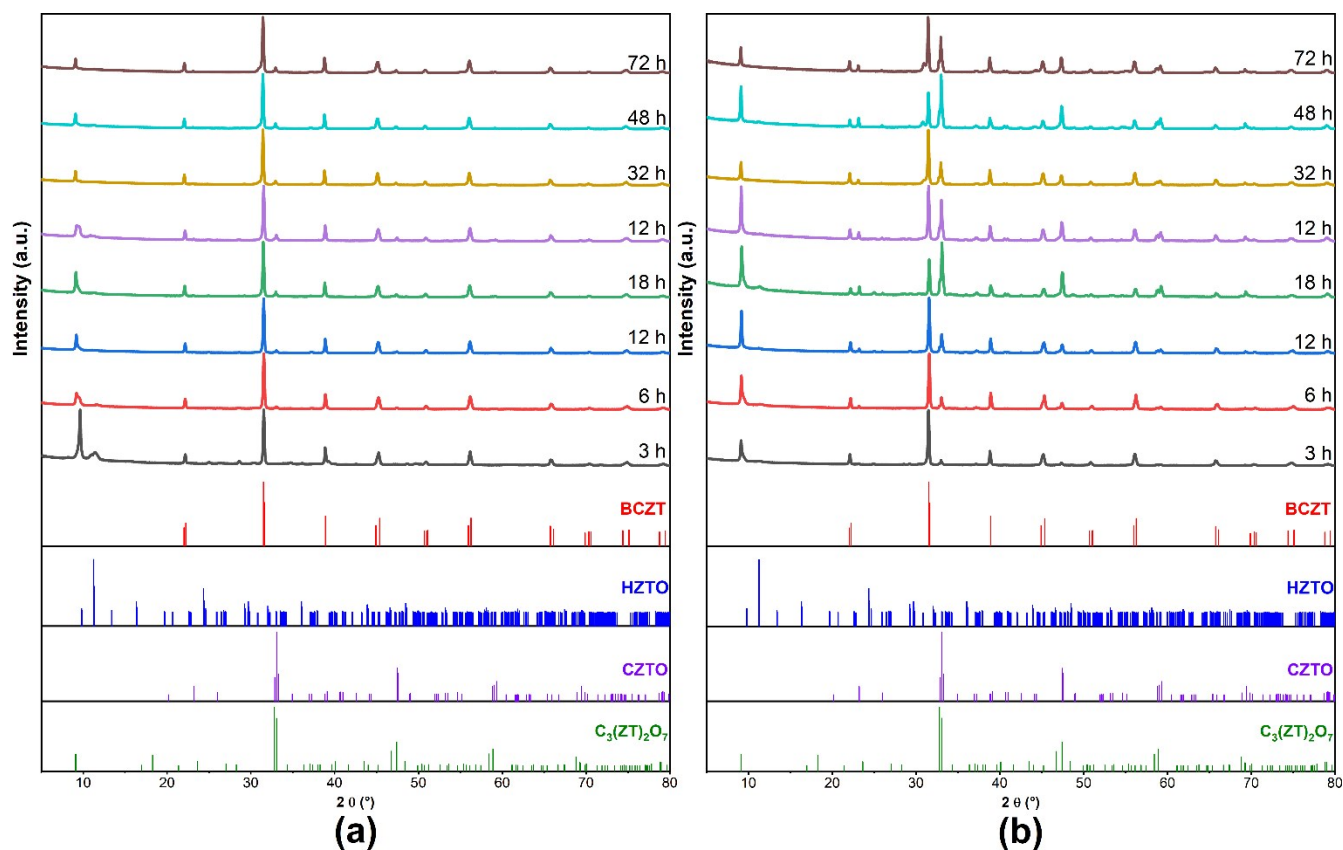 Intensity (a.u.)
72 h
48 h
32 h
12 h
18 h
12 h
6 h
3 h
BCZT
HZTO
CZTO
C₃(ZT)₂O₇
10 20 30 40 50 60 70 80
2 θ (°)
(a)
Intensity (a.u.)
72 h
48 h
32 h
12 h
18 h
12 h
6 h
3 h
BCZT
HZTO
CZTO
C₃(ZT)₂O₇
10 20 30 40 50 60 70 80
2 θ (°)
(b)